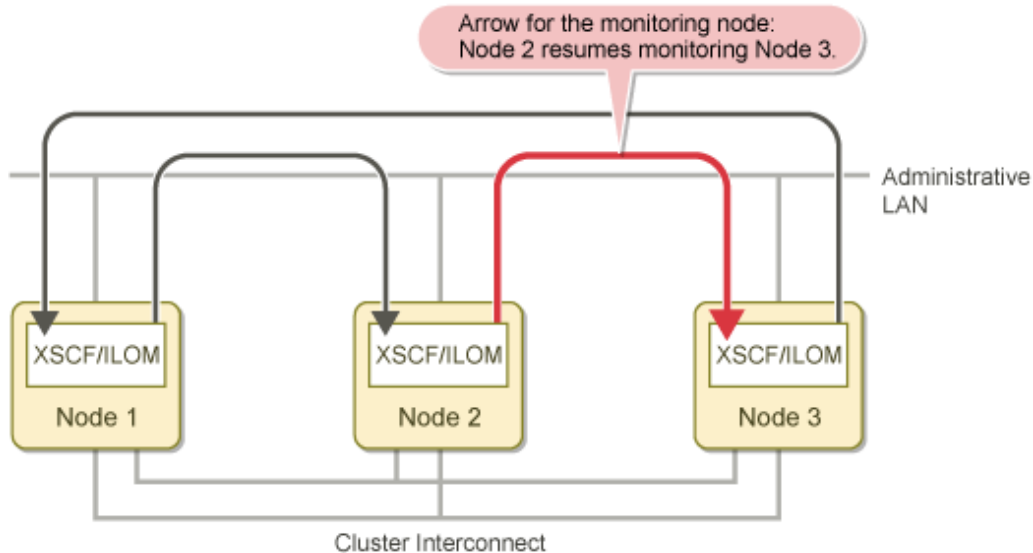 Arrow for the monitoring node:
Node 2 resumes monitoring Node 3.
Administrative
LAN
XSCF/ILOM
XSCF/ILOM
XSCF/ILOM
Node 1
Node 2
Node 3
Cluster Interconnect